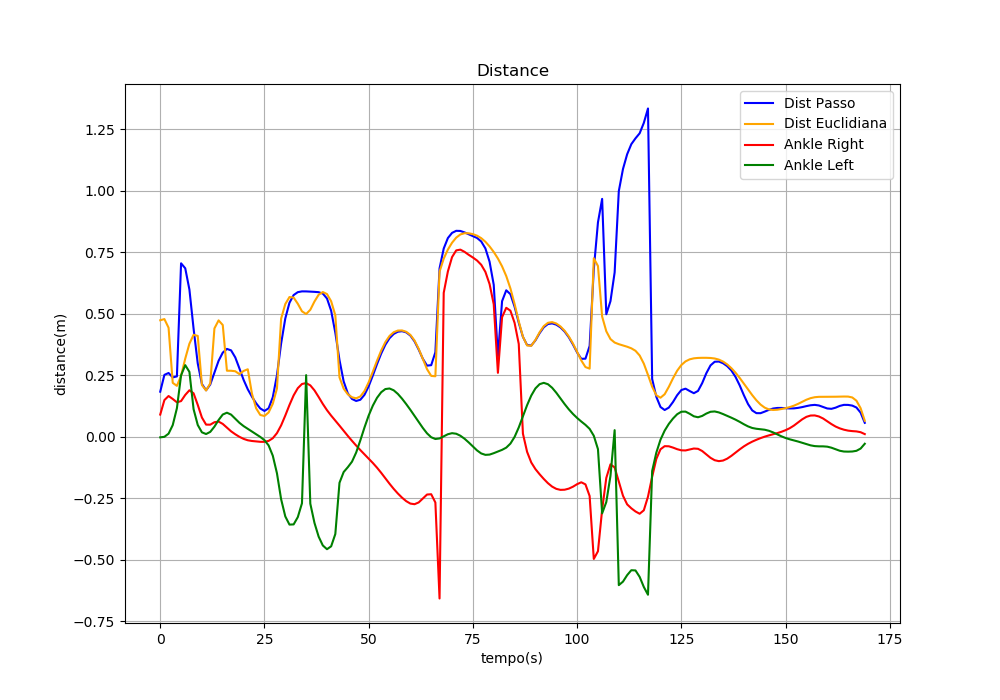 Distance
Dist Passo
Dist Euclidiana
Ankle Right
Ankle Left
distance(m)
1.25
1.00
0.75
0.50
0.25
0.00
−0.25
−0.50
−0.75
0 25 50 75 100 125 150 175
tempo(s)